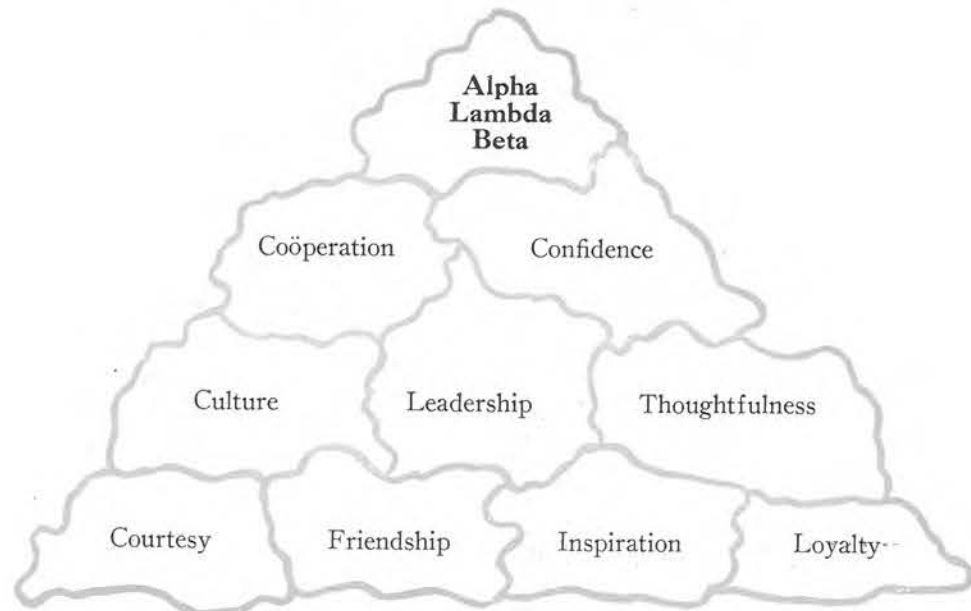 Alpha
Lambda
Beta
Coöperation Confidence
Culture Leadership Thoughtfulness
Courtesy Friendship Inspiration Loyalty